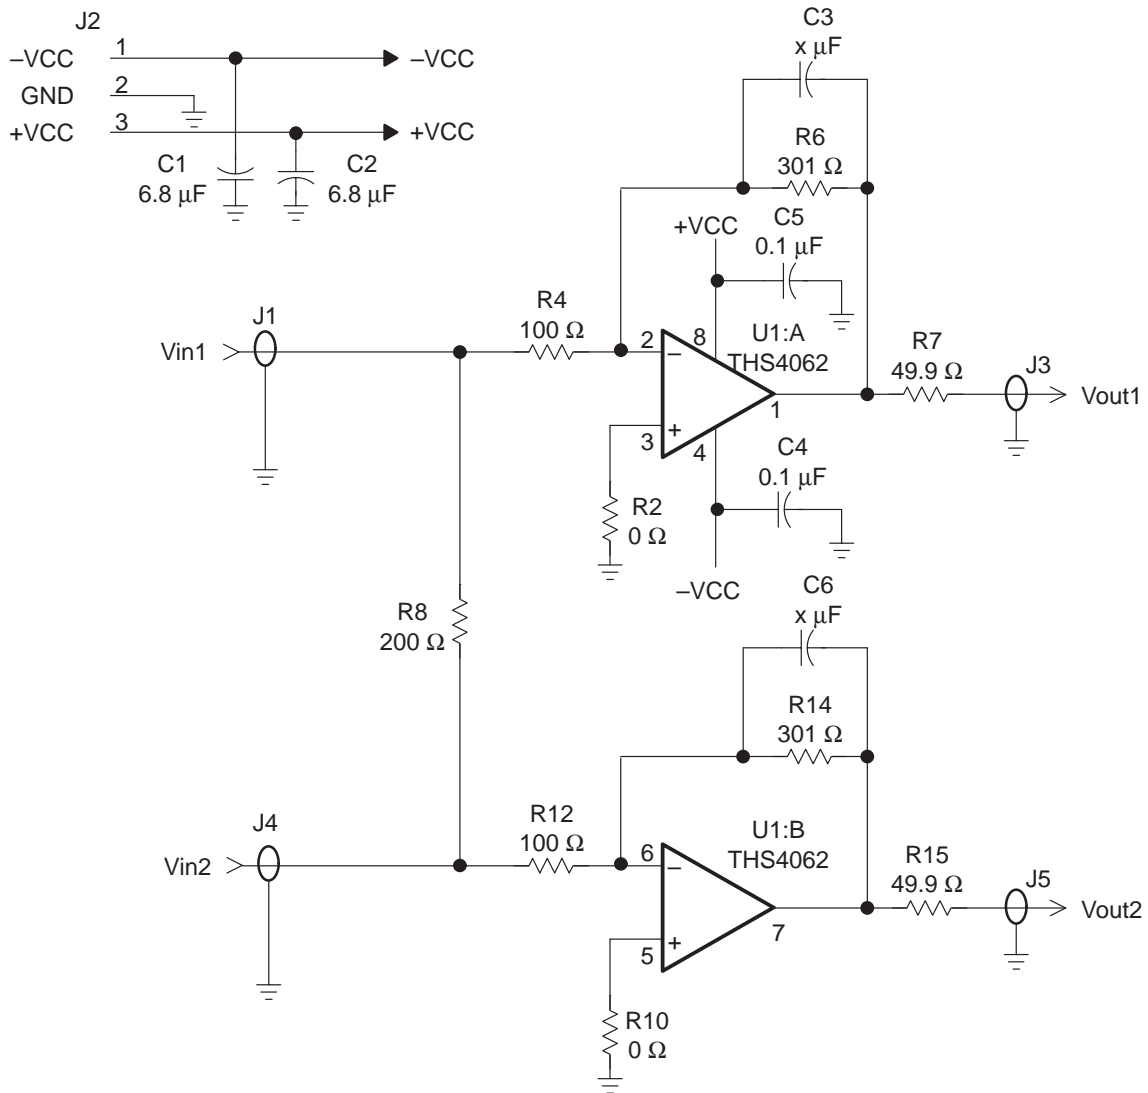 J2
–VCC 1 –VCC
GND 2
+VCC 3 +VCC
C1
6.8 μF
C2
6.8 μF
C3
x μF
R6
301 Ω
+VCC
C5
0.1 μF
J1
Vin1
R4
100 Ω
2
–
8
U1:A
THS4062
1
3
+
4
R7
49.9 Ω
J3
Vout1
C4
0.1 μF
R2
0 Ω
–VCC
R8
200 Ω
C6
x μF
R14
301 Ω
J4
Vin2
R12
100 Ω
6
–
U1:B
THS4062
7
5
+
R15
49.9 Ω
J5
Vout2
R10
0 Ω